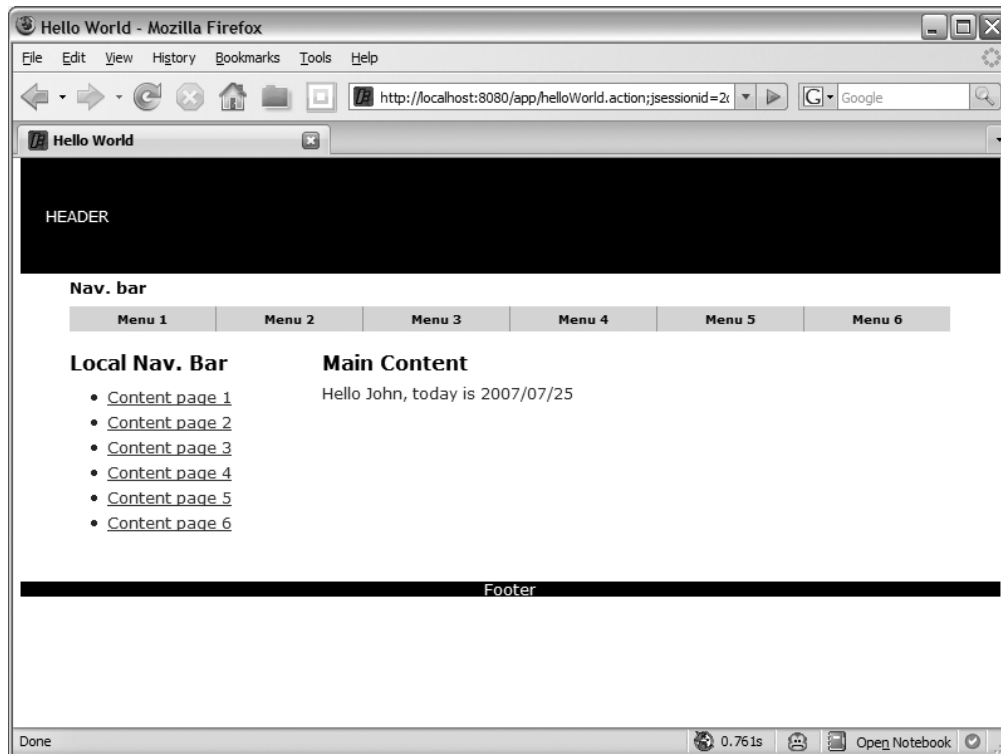 Hello World - Mozilla Firefox
File Edit View History Bookmarks Tools Help
http://localhost:8080/app/helloWorld.action;jsessionid=2 G Google
Hello World
HEADER
Nav. bar
Menu 1 Menu 2 Menu 3 Menu 4 Menu 5 Menu 6
Local Nav. Bar
Content page 1
Content page 2
Content page 3
Content page 4
Content page 5
Content page 6
Main Content
Hello John, today is 2007/07/25
Footer
Done 0.761s Open Notebook